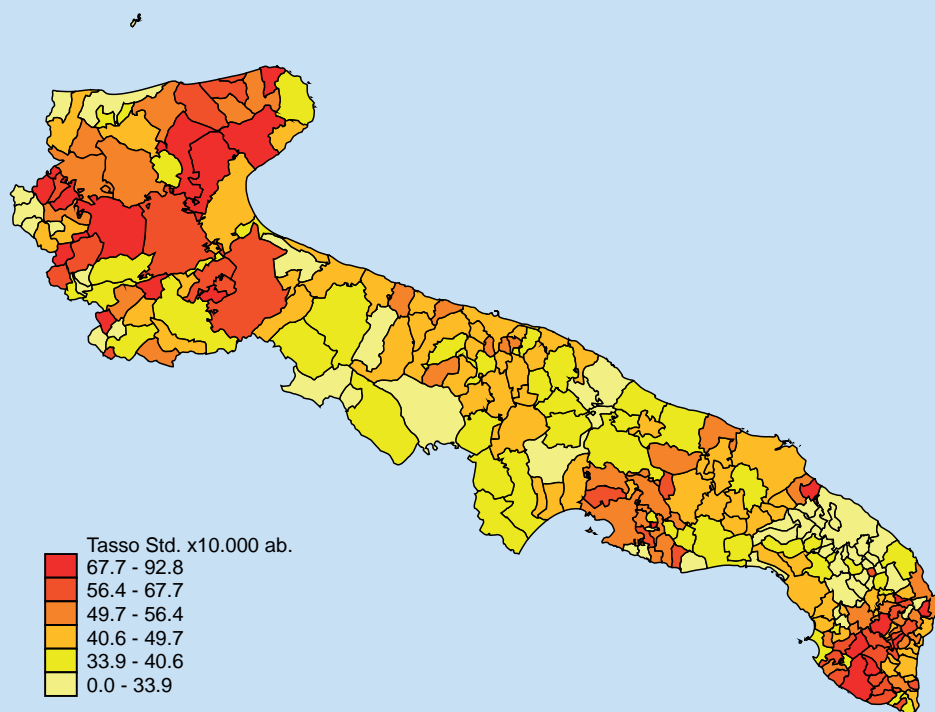 Tasso Std. x10.000 ab.
67.7 - 92.8
56.4 - 67.7
49.7 - 56.4
40.6 - 49.7
33.9 - 40.6
0.0 - 33.9